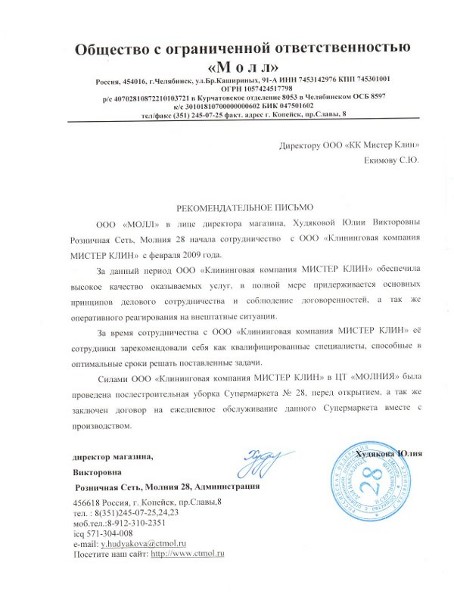 Общество с ограниченной ответственностью
«М о л л»
Россия, 454016, г.Челябинск, ул.Бр.Кашириных, 91-А ИНН 7453142976 КПП 745301001
ОГРН 1057424517798
р/с 40702810872210103721 в Курчатовское отделение 8053 в Челябинском ОСБ 8597
к/с 30101810700000000602 БИК 047501602
тел/факс (351) 245-07-25 факт. адрес г. Копейск, пр.Славы, 8
Директору ООО «КК Мистер Клин»
Екимову С.Ю.
РЕКОМЕНДАТЕЛЬНОЕ ПИСЬМО
ООО «МОЛЛ» в лице директора магазина, Худяковой Юлии Викторовны
Розничная Сеть, Молния 28 начала сотрудничество с ООО «Клининговая компания
МИСТЕР КЛИН» с февраля 2009 года.
За данный период ООО «Клининговая компания МИСТЕР КЛИН» обеспечила
высокое качество оказываемых услуг, в полной мере придерживается основных
принципов делового сотрудничества и соблюдение договоренностей, а так же
оперативного реагирования на внештатные ситуации.
За время сотрудничества с ООО «Клининговая компания МИСТЕР КЛИН» её
сотрудники зарекомендовали себя как квалифицированные специалисты, способные в
оптимальные сроки решать поставленные задачи.
Силами ООО «Клининговая компания МИСТЕР КЛИН» в ЦТ «МОЛНИЯ» была
проведена послестроительная уборка Супермаркета № 28, перед открытием, а так же
заключен договор на ежедневное обслуживание данного Супермаркета вместе с
производством.
директор магазина, Худякова Юлия
Викторовна
Розничная Сеть, Молния 28, Администрация
456618 Россия, г. Копейск, пр.Славы,8
тел. : 8(351)245-07-25,24,23
моб.тел.:8-912-310-2351
icq 571-304-008
e-mail: y.hudyakova@ctmol.ru
Посетите наш сайт: http://www.ctmol.ru
28